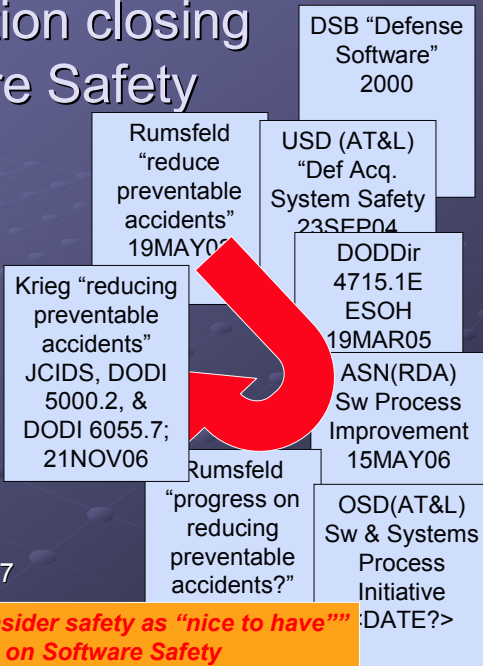 tion closing
re Safety
DSB “Defense
Software”
2000
Rumsfeld
“reduce
preventable
accidents”
USD (AT&L)
“Def Acq.
System Safety
23SEP04
DODDir
4715.1E
ESOH
19MAR05
Krieg “reducing
preventable
accidents”
JCIDS, DODI
5000.2, &
DODI 6055.7;
21NOV06
ASN(RDA)
Sw Process
Improvement
15MAY06
Rumsfeld
“progress on
reducing
preventable
accidents?”
OSD(AT&L)
Sw & Systems
Process
Initiative
DATE?>
7
sider safety as “nice to have””
on Software Safety